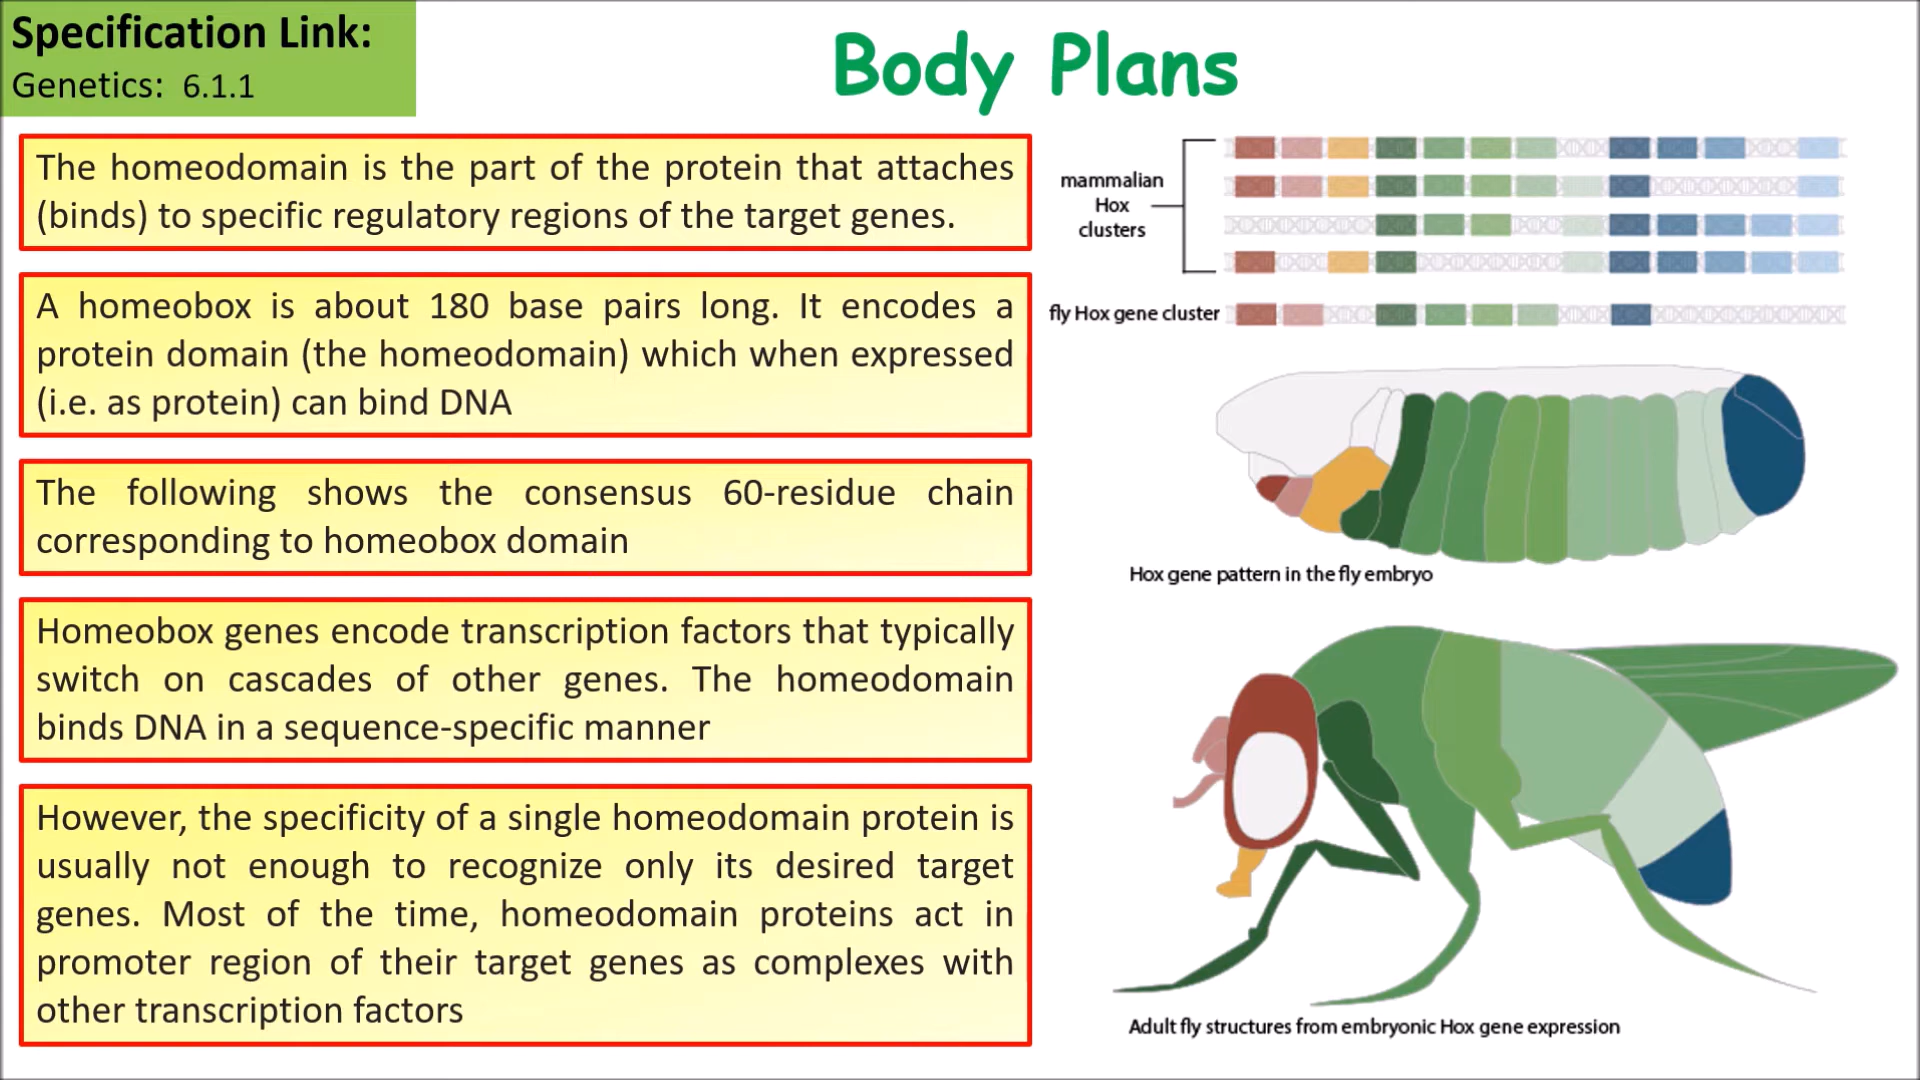 Specification Link:
Genetics: 6.1.1
Body Plans
The homeodomain is the part of the protein that attaches
(binds) to specific regulatory regions of the target genes.
A homeobox is about 180 base pairs long. It encodes a
protein domain (the homeodomain) which when expressed
(i.e. as protein) can bind DNA
The following shows the consensus 60-residue chain
corresponding to homeobox domain
Homeobox genes encode transcription factors that typically
switch on cascades of other genes. The homeodomain
binds DNA in a sequence-specific manner
However, the specificity of a single homeodomain protein is
usually not enough to recognize only its desired target
genes. Most of the time, homeodomain proteins act in
promoter region of their target genes as complexes with
other transcription factors
mammalian
Hox
clusters
fly Hox gene cluster
Hox gene pattern in the fly embryo
Adult fly structures from embryonic Hox gene expression